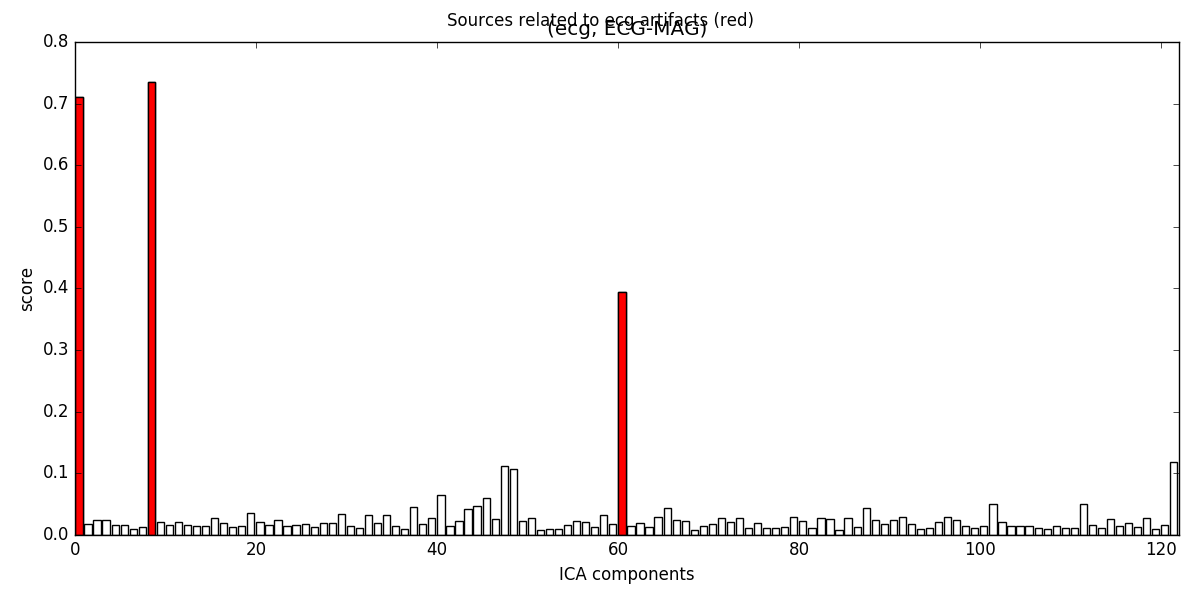 Sources related to ecg artifacts (red)
(ecg, ECG-MAG)
0.8
0.7
0.6
0.5
0.4
0.3
0.2
0.1
0.0
score
0 20 40 60 80 100 120
ICA components